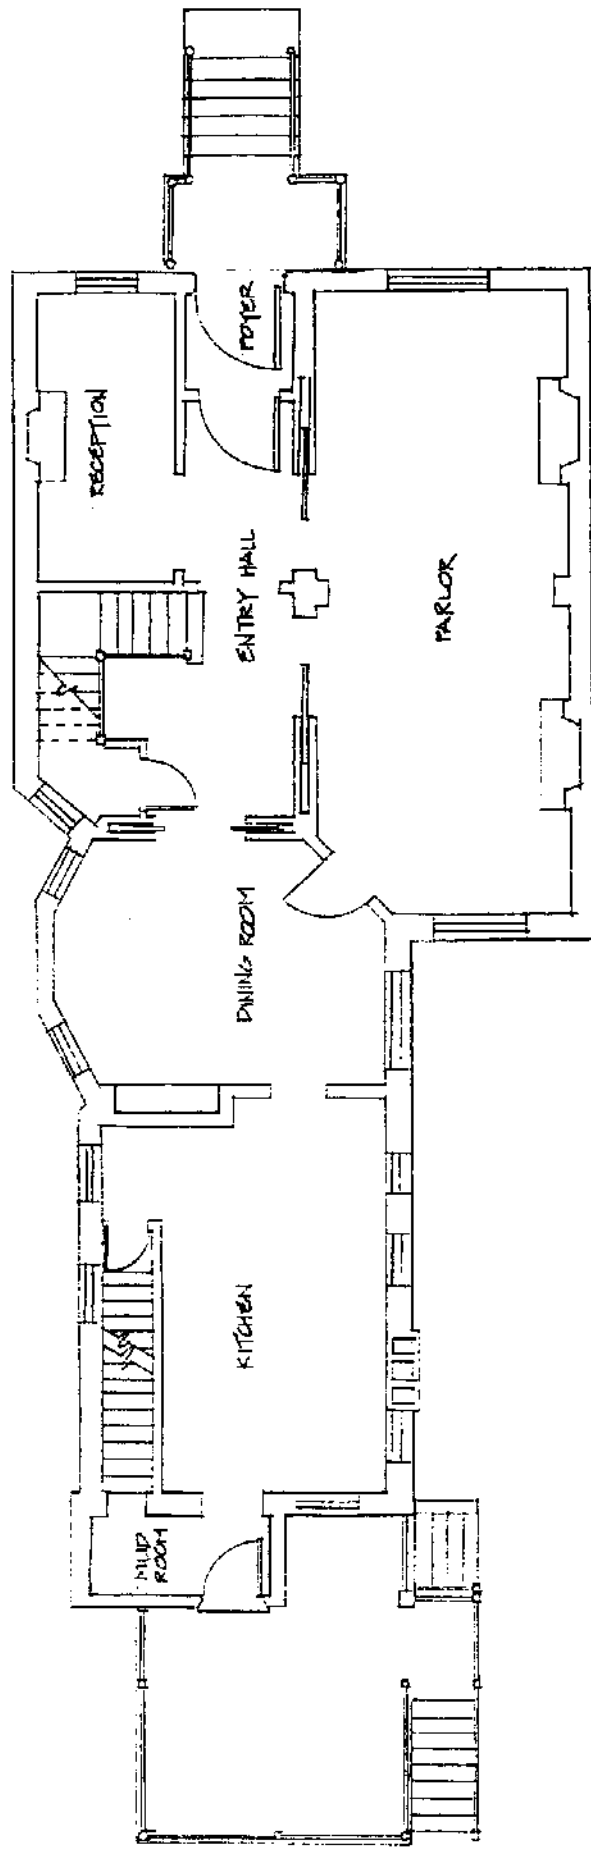 FOYER
RECEPTION
ENTRY HALL
PARLOR
DINING ROOM
KITCHEN
MUD
ROOM